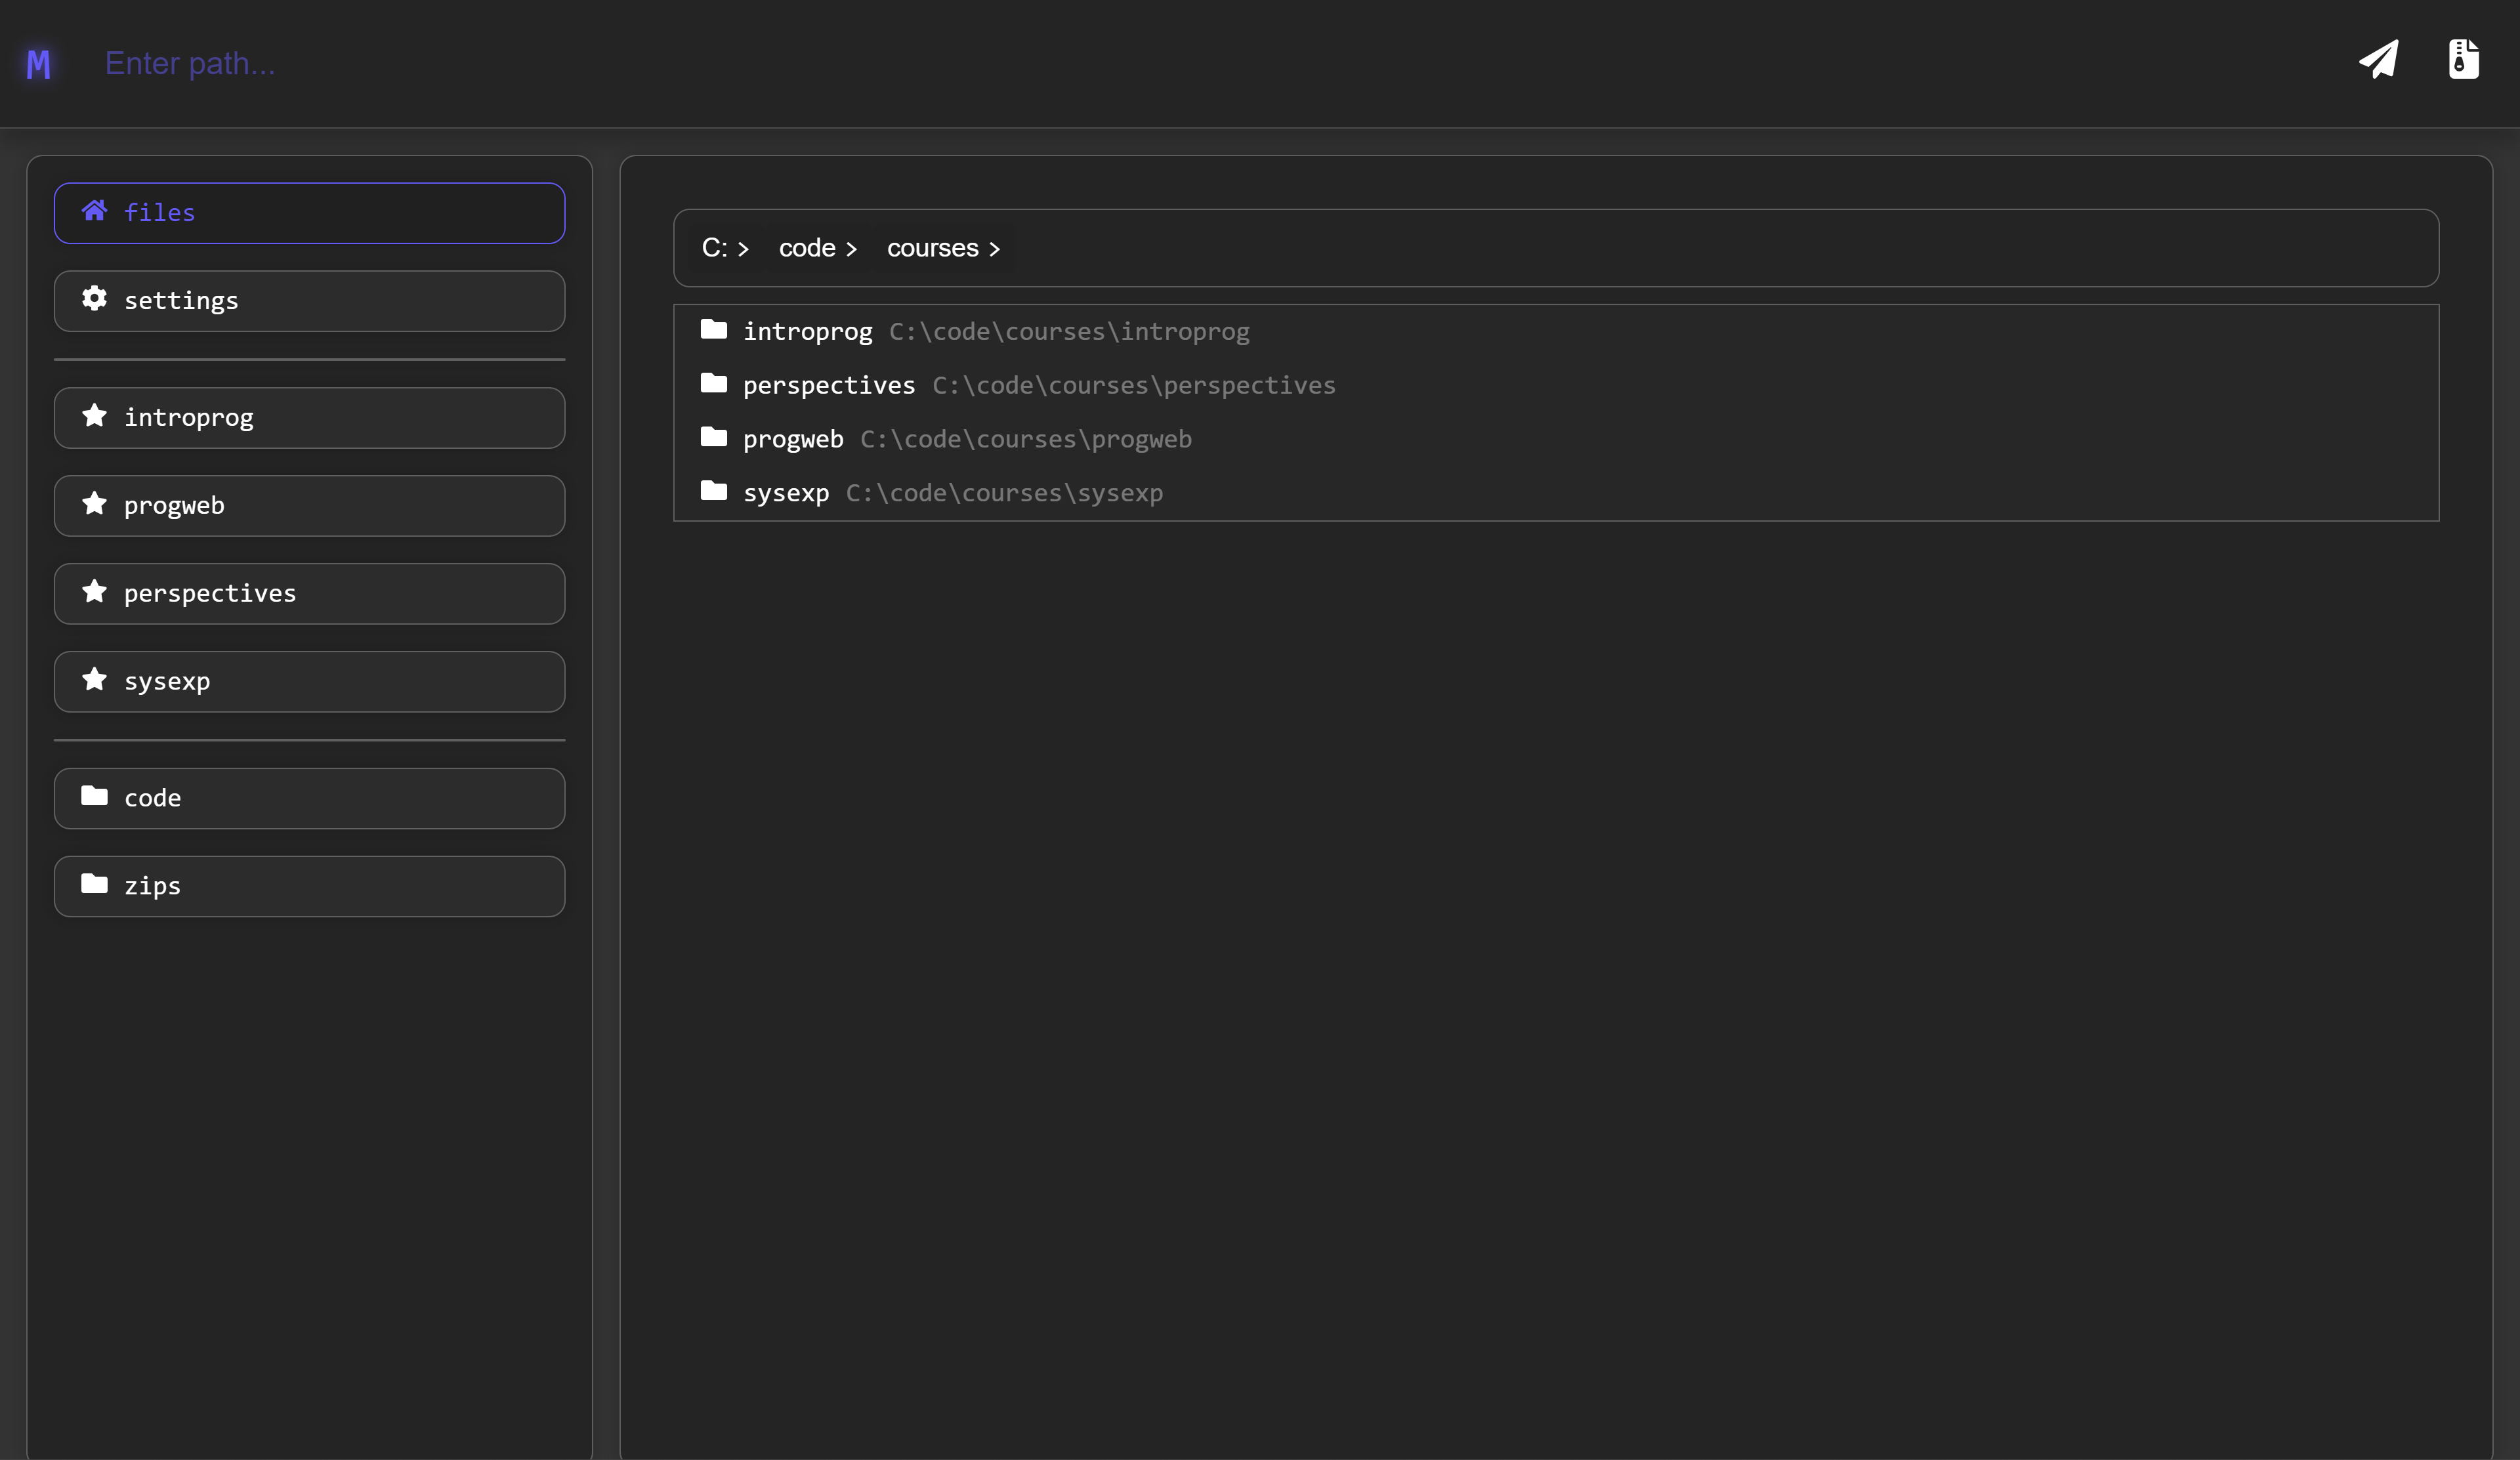 M Enter path...
files
settings
introprog
progweb
perspectives
sysexp
code
zips
C: > code > courses >
introprog C:\code\courses\introprog
perspectives C:\code\courses\perspectives
progweb C:\code\courses\progweb
sysexp C:\code\courses\sysexp